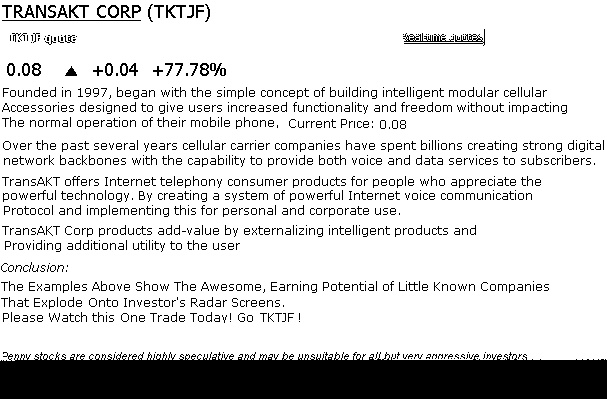 TRANSAKT CORP (TKTJF)
TKTJF quote Real-time quotes
0.08 ▲ +0.04 +77.78%
Founded in 1997, began with the simple concept of building intelligent modular cellular
Accessories designed to give users increased functionality and freedom without impacting
The normal operation of their mobile phone. Current Price: 0.08
Over the past several years cellular carrier companies have spent billions creating strong digital
network backbones with the capability to provide both voice and data services to subscribers.
TransAKT offers Internet telephony consumer products for people who appreciate the
powerful technology. By creating a system of powerful Internet voice communication
Protocol and implementing this for personal and corporate use.
TransAKT Corp products add-value by externalizing intelligent products and
Providing additional utility to the user
Conclusion:
The Examples Above Show The Awesome, Earning Potential of Little Known Companies
That Explode Onto Investor's Radar Screens.
Please Watch this One Trade Today! Go TKTJF !
Penny stocks are considered highly speculative and may be unsuitable for all but very aggressive investors